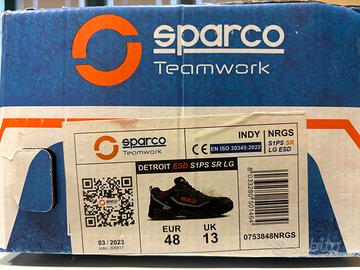 sparco
Teamwork
sparco
Teamwork
CE EN ISO 20345:2022
INDY
NRGS
S1PS SR
LG ESD
DETROIT ESD S1PS SR LG
EUR
48
UK
13
0753848NRGS
03 / 2023